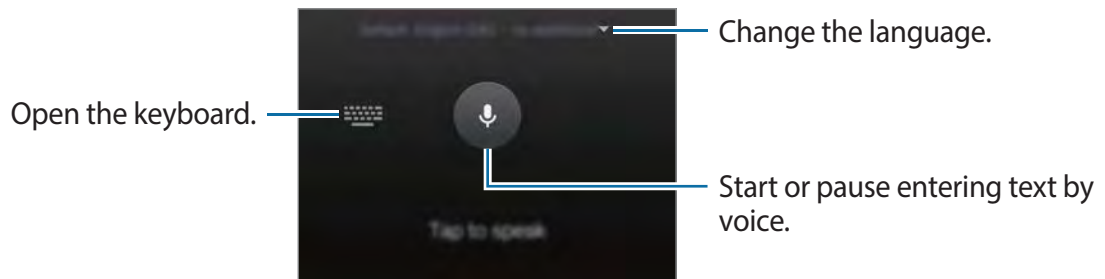 Change the language.
Open the keyboard.
Start or pause entering text by
voice.
Tap to speak